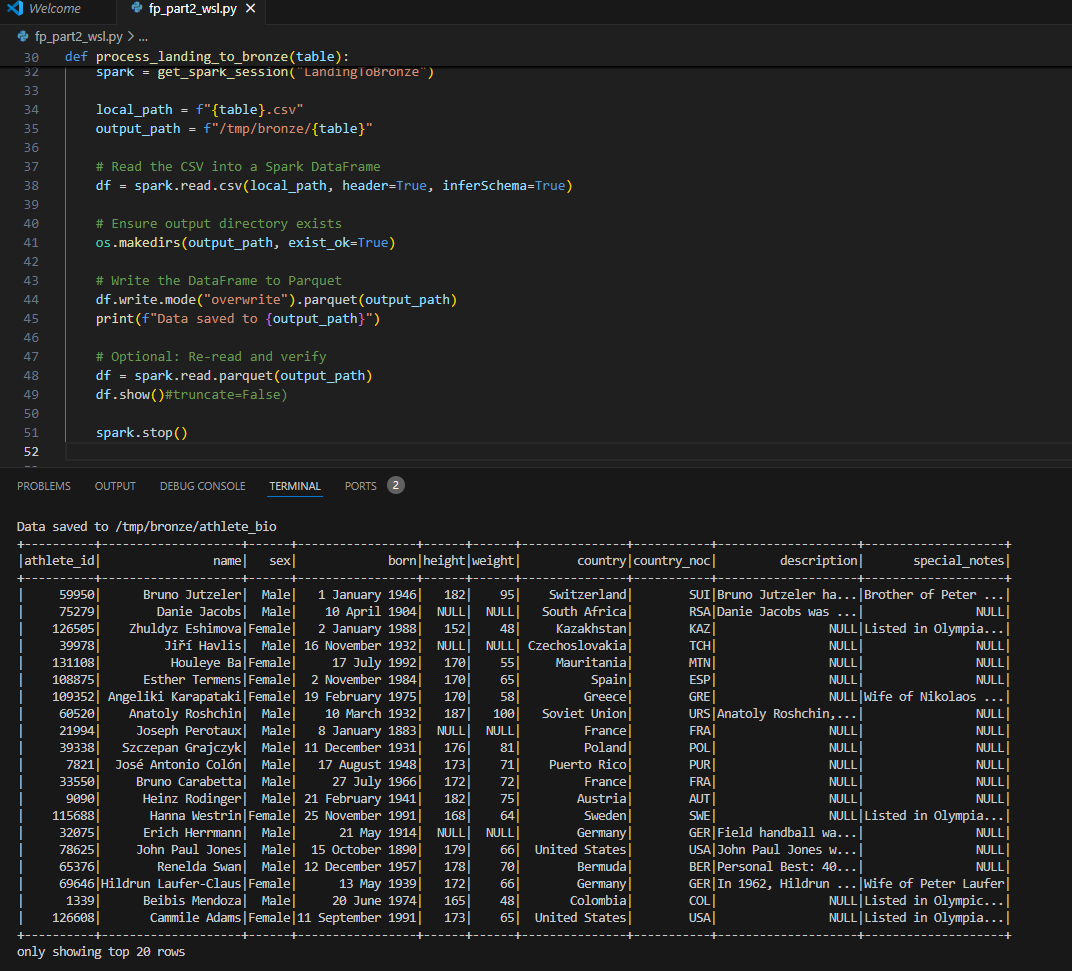 Welcome
fp_part2_wsl.py
fp_part2_wsl.py > ...
30 def process_landing_to_bronze(table):
32 spark = get_spark_session("LandingToBronze")
33
34 local_path = f"{table}.csv"
35 output_path = f"/tmp/bronze/{table}"
36
37 # Read the CSV into a Spark DataFrame
38 df = spark.read.csv(local_path, header=True, inferSchema=True)
39
40 # Ensure output directory exists
41 os.makedirs(output_path, exist_ok=True)
42
43 # Write the DataFrame to Parquet
44 df.write.mode("overwrite").parquet(output_path)
45 print(f"Data saved to {output_path}")
46
47 # Optional: Re-read and verify
48 df = spark.read.parquet(output_path)
49 df.show()#truncate=False)
50
51 spark.stop()
52
PROBLEMS OUTPUT DEBUG CONSOLE TERMINAL PORTS 2
Data saved to /tmp/bronze/athlete_bio
+----------+--------------------+------+-----------------+------+------+--------------+-----------+--------------------+--------------------+
|athlete_id| name| sex| born|height|weight| country|country_noc| description| special_notes|
+----------+--------------------+------+-----------------+------+------+--------------+-----------+--------------------+--------------------+
| 59950| Bruno Jutzeler| Male| 1 January 1946| 182| 95| Switzerland| SUI|Bruno Jutzeler ha...|Brother of Peter ...|
| 75279| Danie Jacobs| Male| 10 April 1904| NULL| NULL| South Africa| RSA|Danie Jacobs was ...| NULL|
| 126505| Zhuldyz Eshimova|Female| 2 January 1988| 152| 48| Kazakhstan| KAZ| NULL|Listed in Olympia...|
| 39978| Jiří Havlis| Male| 16 November 1932| NULL| NULL| Czechoslovakia| TCH| NULL| NULL|
| 131108| Houleye Ba|Female| 17 July 1992| 170| 55| Mauritania| MTN| NULL| NULL|
| 108875| Esther Termens|Female| 2 November 1984| 170| 65| Spain| ESP| NULL| NULL|
| 109352| Angeliki Karapataki|Female| 19 February 1975| 170| 58| Greece| GRE| NULL|Wife of Nikolaos ...|
| 60520| Anatoly Roshchin| Male| 10 March 1932| 187| 100| Soviet Union| URS|Anatoly Roshchin,...| NULL|
| 21994| Joseph Perotaux| Male| 8 January 1883| NULL| NULL| France| FRA| NULL| NULL|
| 39338| Szczepan Grajczyk| Male| 11 December 1931| 176| 81| Poland| POL| NULL| NULL|
| 7821| José Antonio Colón| Male| 17 August 1948| 173| 71| Puerto Rico| PUR| NULL| NULL|
| 33550| Bruno Carabetta| Male| 27 July 1966| 172| 72| France| FRA| NULL| NULL|
| 9090| Heinz Rodinger| Male| 21 February 1941| 182| 75| Austria| AUT| NULL| NULL|
| 115688| Hanna Westrin|Female| 25 November 1991| 168| 64| Sweden| SWE| NULL|Listed in Olympia...|
| 32075| Erich Herrmann| Male| 21 May 1914| NULL| NULL| Germany| GER|Field handball wa...| NULL|
| 78625| John Paul Jones| Male| 15 October 1890| 179| 66| United States| USA|John Paul Jones w...| NULL|
| 65376| Renelda Swan| Male| 12 December 1957| 178| 70| Bermuda| BER|Personal Best: 40...| NULL|
| 69646|Hildrun Laufer-Claus|Female| 13 May 1939| 172| 66| Germany| GER|In 1962, Hildrun ...|Wife of Peter Laufer|
| 1339| Beibis Mendoza| Male| 20 June 1974| 165| 48| Colombia| COL| NULL|Listed in Olympic...|
| 126608| Cammile Adams|Female|11 September 1991| 173| 65| United States| USA| NULL|Listed in Olympia...|
+----------+--------------------+------+-----------------+------+------+--------------+-----------+--------------------+--------------------+
only showing top 20 rows